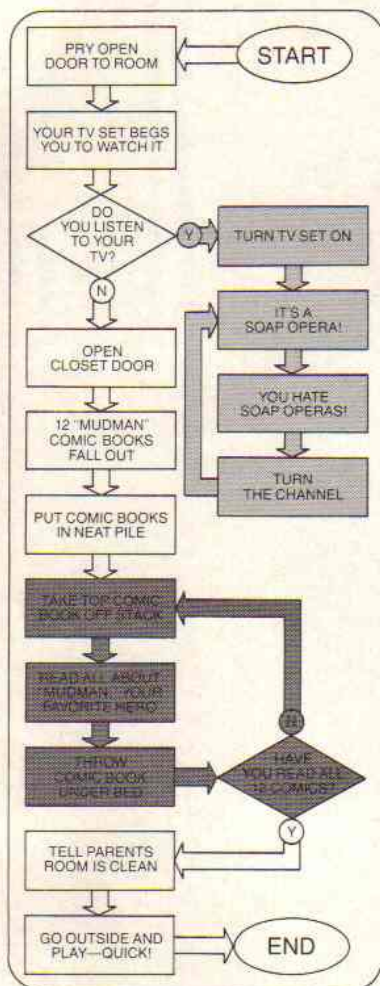 START
PRY OPEN
DOOR TO ROOM
YOUR TV SET BEGS
YOU TO WATCH IT
DO
YOU LISTEN
TO YOUR
TV?
Y
TURN TV SET ON
N
IT'S A
SOAP OPERA!
YOU HATE
SOAP OPERAS!
TURN
THE CHANNEL
OPEN
CLOSET DOOR
12 "MUDMAN"
COMIC BOOKS
FALL OUT
PUT COMIC BOOKS
IN NEAT PILE
TAKE TOP COMIC
BOOK OFF STACK
READ ALL ABOUT
MUDMAN, YOUR
FAVORITE HERO
THROW
COMIC BOOK
UNDER BED
HAVE
YOU READ ALL
12 COMICS?
N
Y
TELL PARENTS
ROOM IS CLEAN
GO OUTSIDE AND
PLAY—QUICK!
END